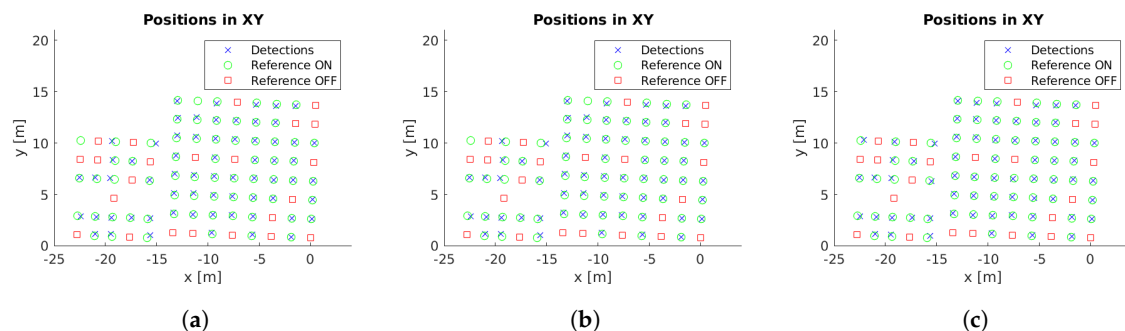 Positions in XY
20
15
10
5
0
y [m]
Detections
Reference ON
Reference OFF
-25 -20 -15 -10 -5 0
x [m]
(a)
Positions in XY
20
15
10
5
0
y [m]
Detections
Reference ON
Reference OFF
-25 -20 -15 -10 -5 0
x [m]
(b)
Positions in XY
20
15
10
5
0
y [m]
Detections
Reference ON
Reference OFF
-25 -20 -15 -10 -5 0
x [m]
(c)